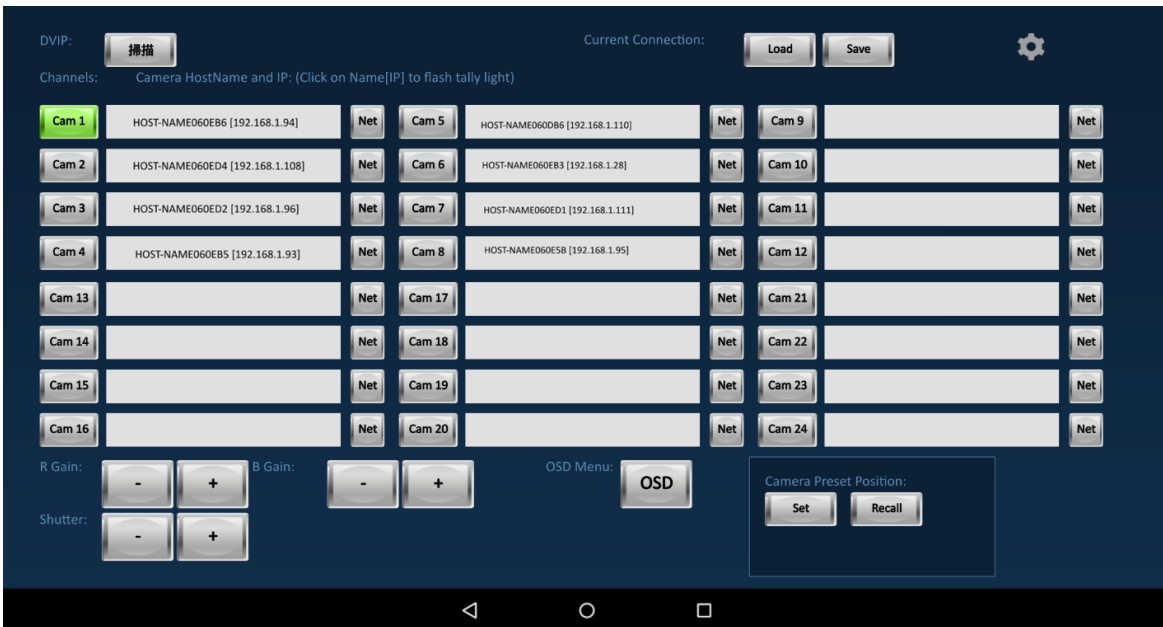 DVIP: 掃描 Current Connection: Load Save
Channels: Camera HostName and IP: (Click on Name[IP] to flash tally light)
Cam 1 HOST-NAME060EB6 [192.168.1.94] Net Cam 5 HOST-NAME060DB6 [192.168.1.110] Net Cam 9 Net
Cam 2 HOST-NAME060ED4 [192.168.1.108] Net Cam 6 HOST-NAME060EB3 [192.168.1.28] Net Cam 10 Net
Cam 3 HOST-NAME060ED2 [192.168.1.96] Net Cam 7 HOST-NAME060ED1 [192.168.1.111] Net Cam 11 Net
Cam 4 HOST-NAME060EB5 [192.168.1.93] Net Cam 8 HOST-NAME060E5B [192.168.1.95] Net Cam 12 Net
Cam 13 Net Cam 17 Net Cam 21 Net
Cam 14 Net Cam 18 Net Cam 22 Net
Cam 15 Net Cam 19 Net Cam 23 Net
Cam 16 Net Cam 20 Net Cam 24 Net
R Gain: - + B Gain: - + OSD Menu: OSD
Camera Preset Position:
Set Recall
Shutter: - +